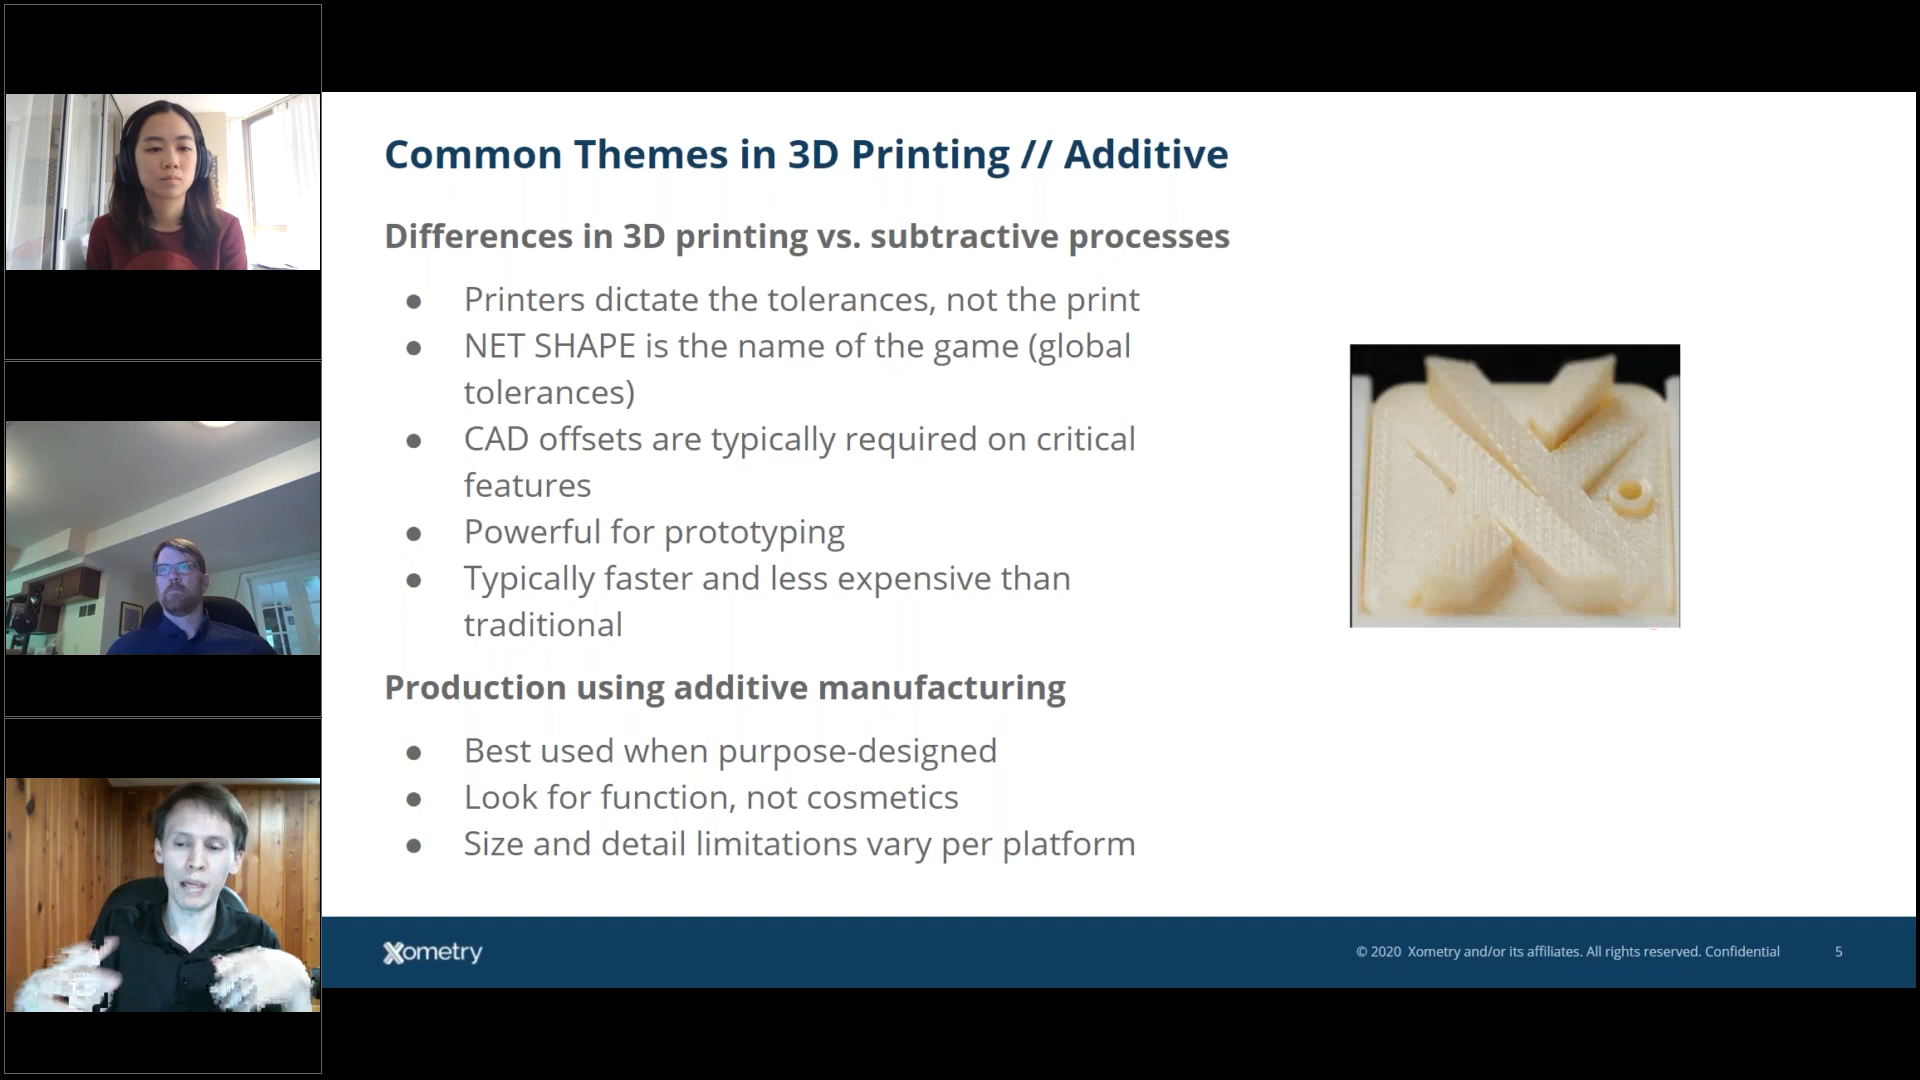 Common Themes in 3D Printing // Additive
Differences in 3D printing vs. subtractive processes
● Printers dictate the tolerances, not the print
● NET SHAPE is the name of the game (global
tolerances)
● CAD offsets are typically required on critical
features
● Powerful for prototyping
● Typically faster and less expensive than
traditional
Production using additive manufacturing
● Best used when purpose-designed
● Look for function, not cosmetics
● Size and detail limitations vary per platform
Xometry
© 2020 Xometry and/or its affiliates. All rights reserved. Confidential
5